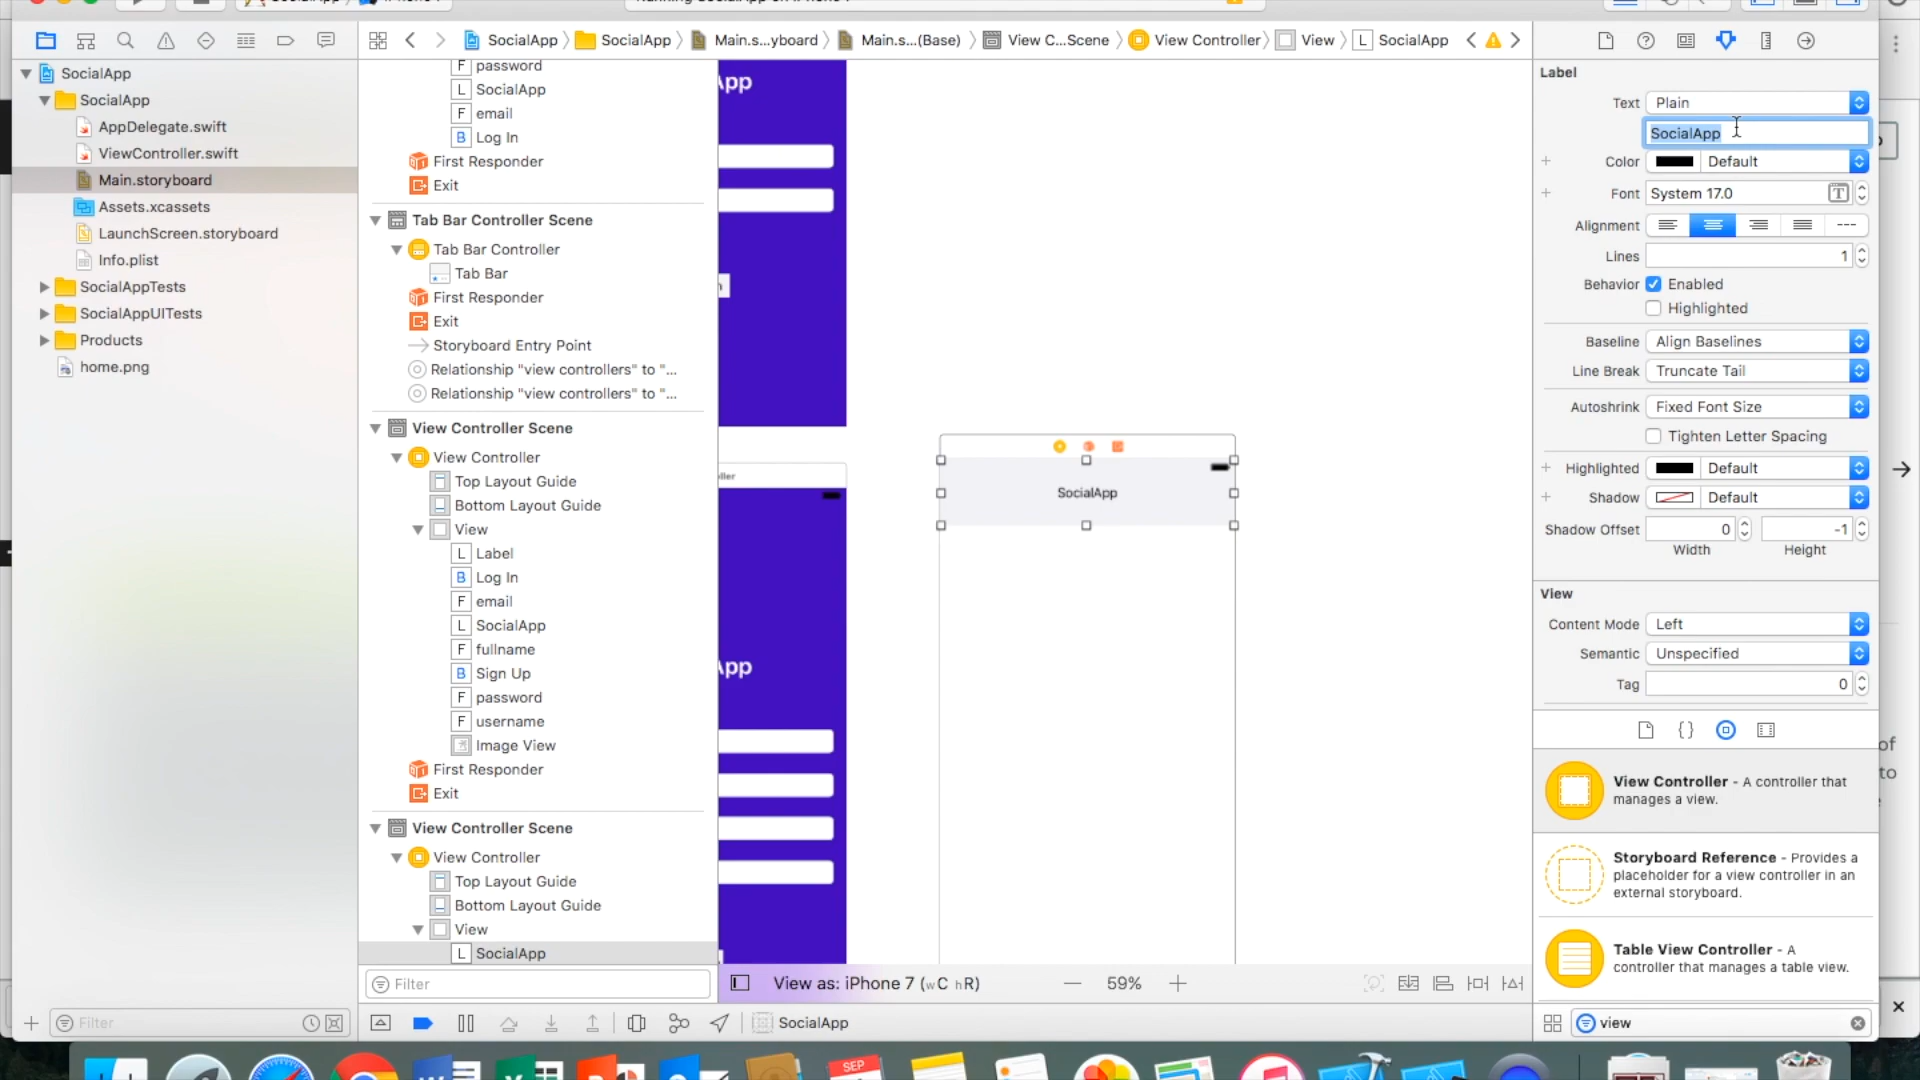 SocialApp
SocialApp
Main.s...yboard
Main.s...(Base)
View C...Scene
View Controller
View
L SocialApp
SocialApp
SocialApp
AppDelegate.swift
ViewController.swift
Main.storyboard
Assets.xcassets
LaunchScreen.storyboard
Info.plist
SocialAppTests
SocialAppUITests
Products
home.png
Filter
F password
L SocialApp
F email
B Log In
First Responder
Exit
Tab Bar Controller Scene
Tab Bar Controller
Tab Bar
First Responder
Exit
Storyboard Entry Point
Relationship "view controllers" to "...
Relationship "view controllers" to "...
View Controller Scene
View Controller
Top Layout Guide
Bottom Layout Guide
View
L Label
B Log In
F email
L SocialApp
F fullname
B Sign Up
F password
F username
Image View
First Responder
Exit
View Controller Scene
View Controller
Top Layout Guide
Bottom Layout Guide
View
L SocialApp
Filter
SocialApp
View as: iPhone 7 (wC hR)
59%
SocialApp
Label
Text Plain
SocialApp
Color Default
Font System 17.0
Alignment
Lines 1
Behavior Enabled
Highlighted
Baseline Align Baselines
Line Break Truncate Tail
Autoshrink Fixed Font Size
Tighten Letter Spacing
Highlighted Default
Shadow Default
Shadow Offset 0 -1
Width Height
View
Content Mode Left
Semantic Unspecified
Tag 0
View Controller - A controller that
manages a view.
Storyboard Reference - Provides a
placeholder for a view controller in an
external storyboard.
Table View Controller - A
controller that manages a table view.
view
of
to
SEP